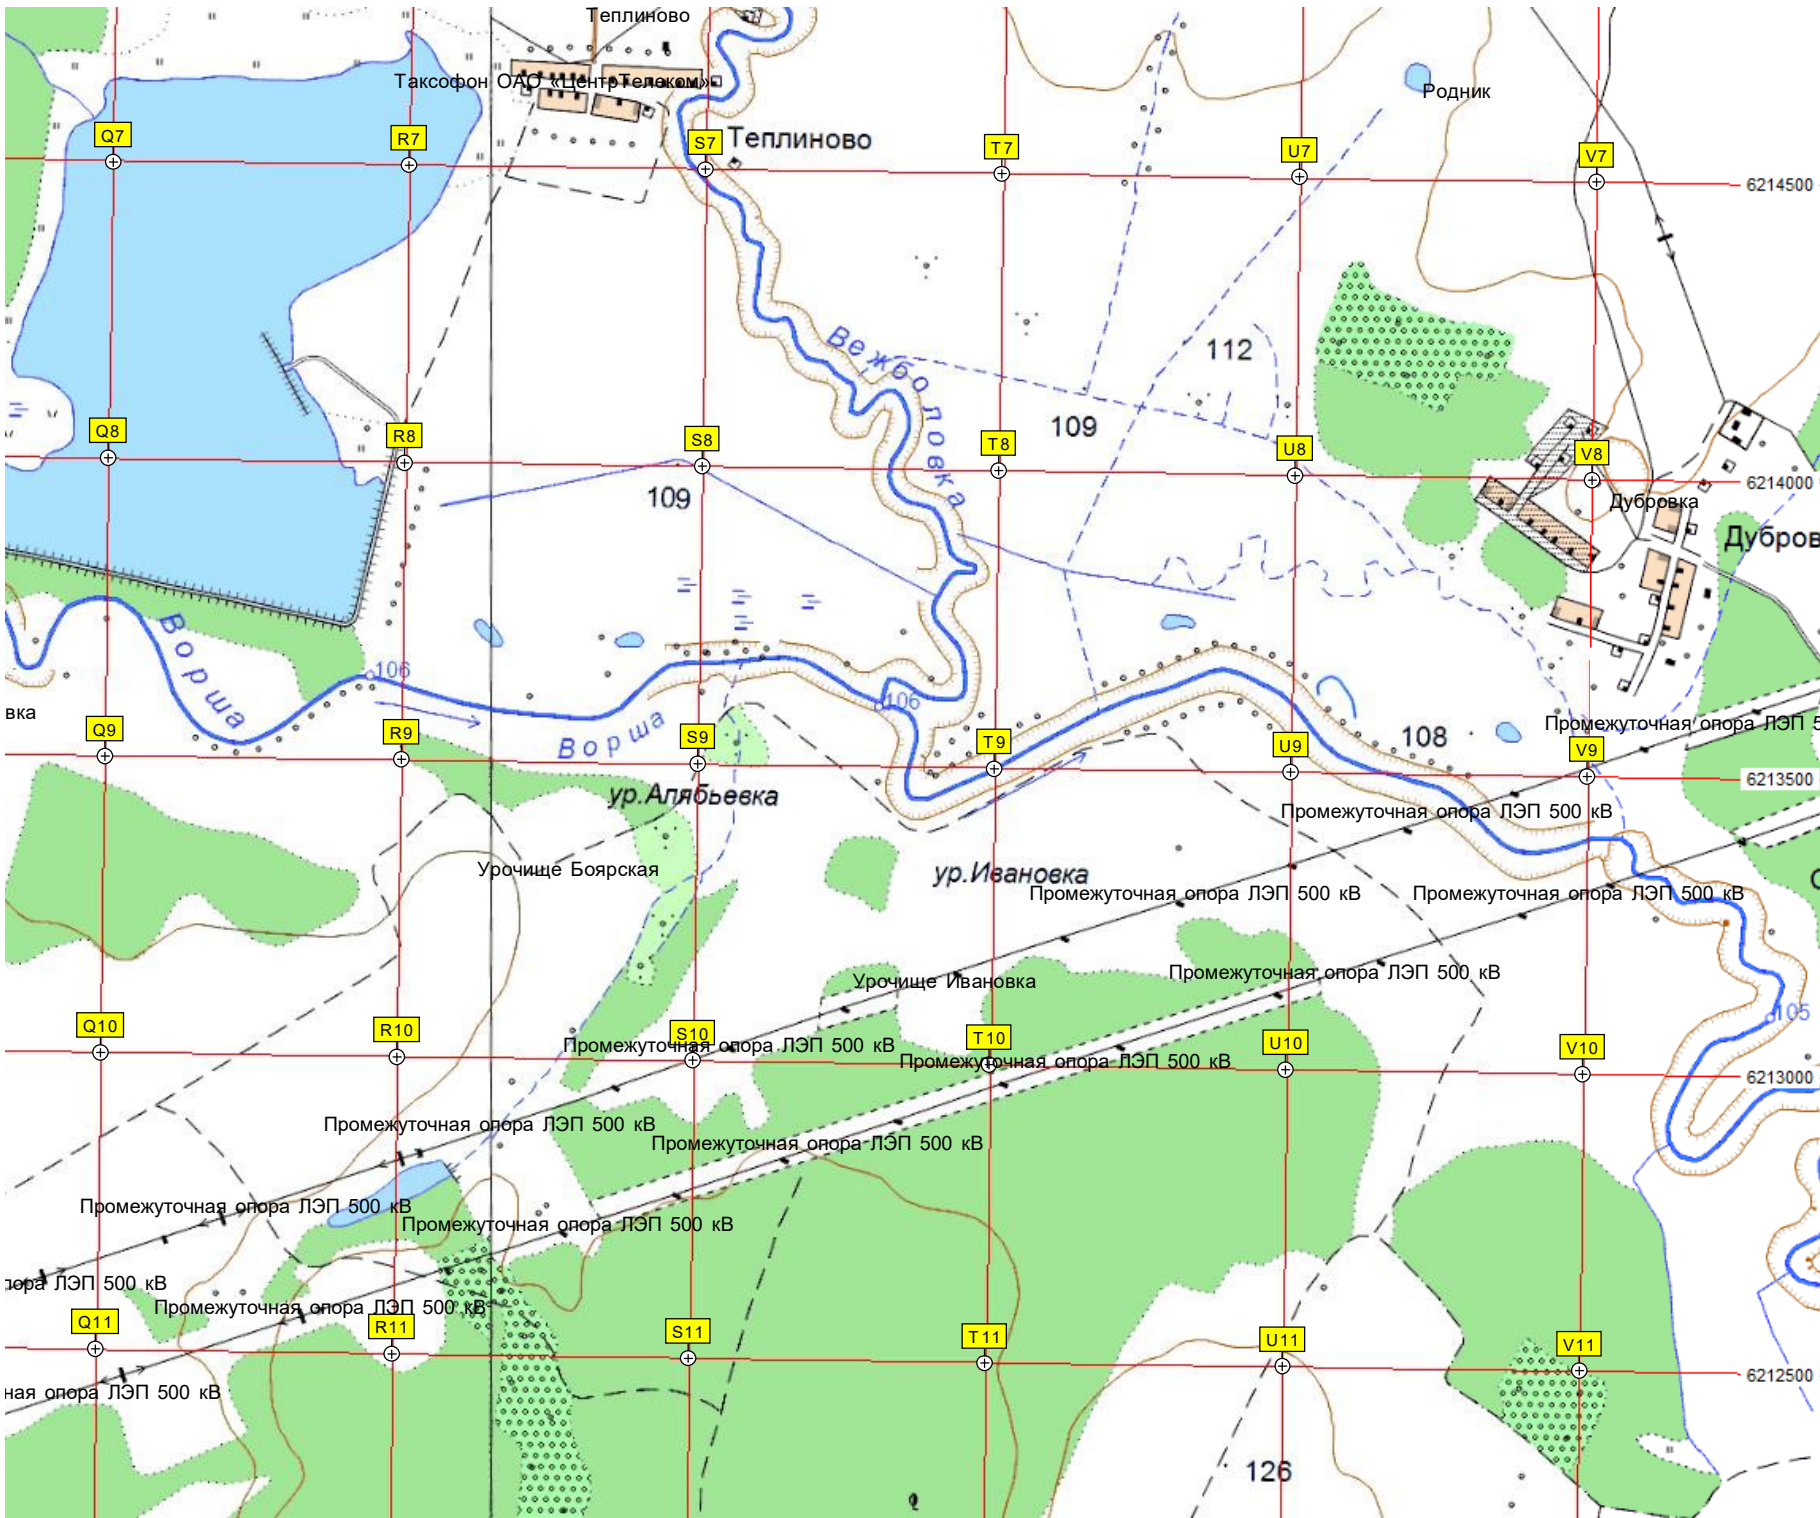 Теплиново
Таксофон ОАО «ЦентрТелеком»
Родник
Q7
R7
S7
Теплиново
T7
U7
V7
6214500
Вежболовка
112
109
Q8
R8
S8
T8
U8
V8
109
6214000
Дубровка
Дубров
Ворша
106
106
вка
Ворша
108
Промежуточная опора ЛЭП 5
Q9
R9
S9
T9
U9
V9
6213500
ур.Алябьевка
Промежуточная опора ЛЭП 500 кВ
Урочище Боярская
ур.Ивановка
Промежуточная опора ЛЭП 500 кВ
Промежуточная опора ЛЭП 500 кВ
Урочище Ивановка
Промежуточная опора ЛЭП 500 кВ
105
Q10
R10
S10
T10
U10
V10
Промежуточная опора ЛЭП 500 кВ
Промежуточная опора ЛЭП 500 кВ
6213000
Промежуточная опора ЛЭП 500 кВ
Промежуточная опора ЛЭП 500 кВ
Промежуточная опора ЛЭП 500 кВ
Промежуточная опора ЛЭП 500 кВ
пора ЛЭП 500 кВ
Промежуточная опора ЛЭП 500 кВ
Q11
R11
S11
T11
U11
V11
6212500
ная опора ЛЭП 500 кВ
126